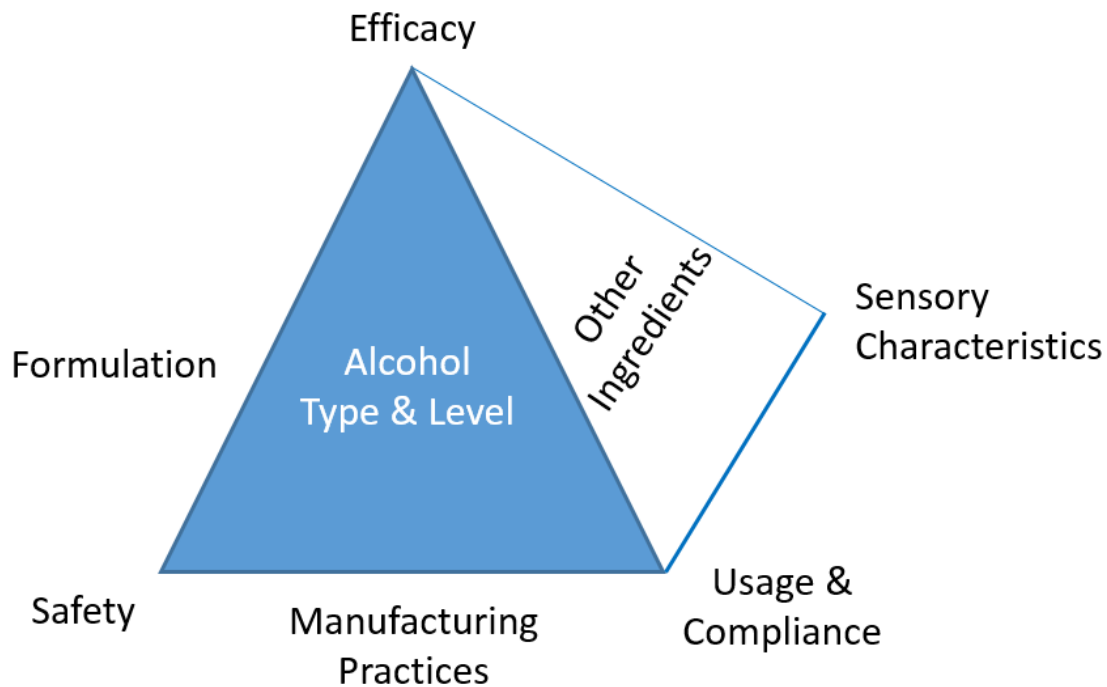 Efficacy
Other
Ingredients
Sensory
Characteristics
Formulation
Alcohol
Type & Level
Safety
Manufacturing
Practices
Usage &
Compliance